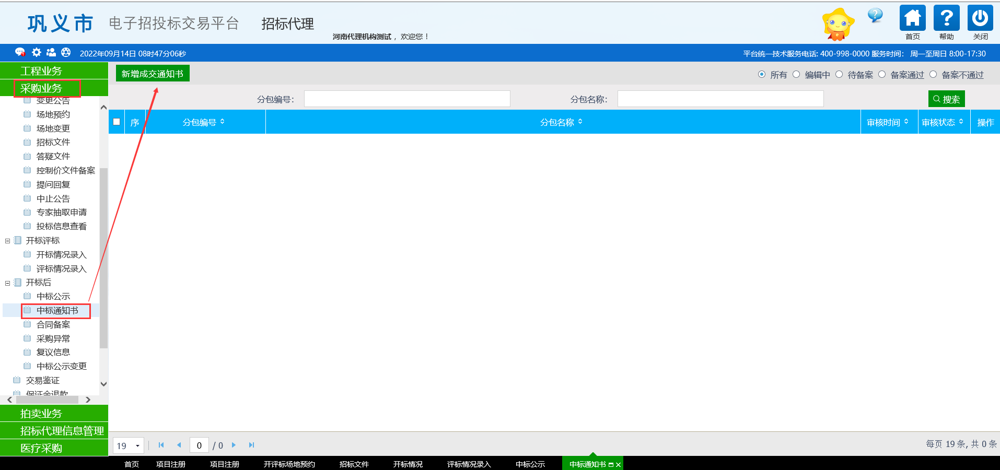 巩义市 电子招投标交易平台 招标代理
河南代理机构测试， 欢迎您！
首页 帮助 关闭
2022年09月14日 08时47分06秒
平台统一技术服务电话: 400-998-0000 服务时间： 周一至周日 8:00-17:30
工程业务
采购业务
变更公告
场地预约
场地变更
招标文件
答疑文件
控制价文件备案
提问回复
中止公告
专家抽取申请
投标信息查看
开标评标
开标情况录入
评标情况录入
开标后
中标公示
中标通知书
合同备案
采购异常
复议信息
中标公示变更
交易鉴证
保证金退款
拍卖业务
招标代理信息管理
医疗采购
新增成交通知书
所有 编辑中 待备案 备案通过 备案不通过
分包编号： 分包名称： 搜索
序 分包编号 分包名称 审核时间 审核状态 操作
19 0 / 0
每页 19 条, 共 0 条
首页 项目注册 项目注册 开评标场地预约 招标文件 开标情况 评标情况录入 中标公示 中标通知书